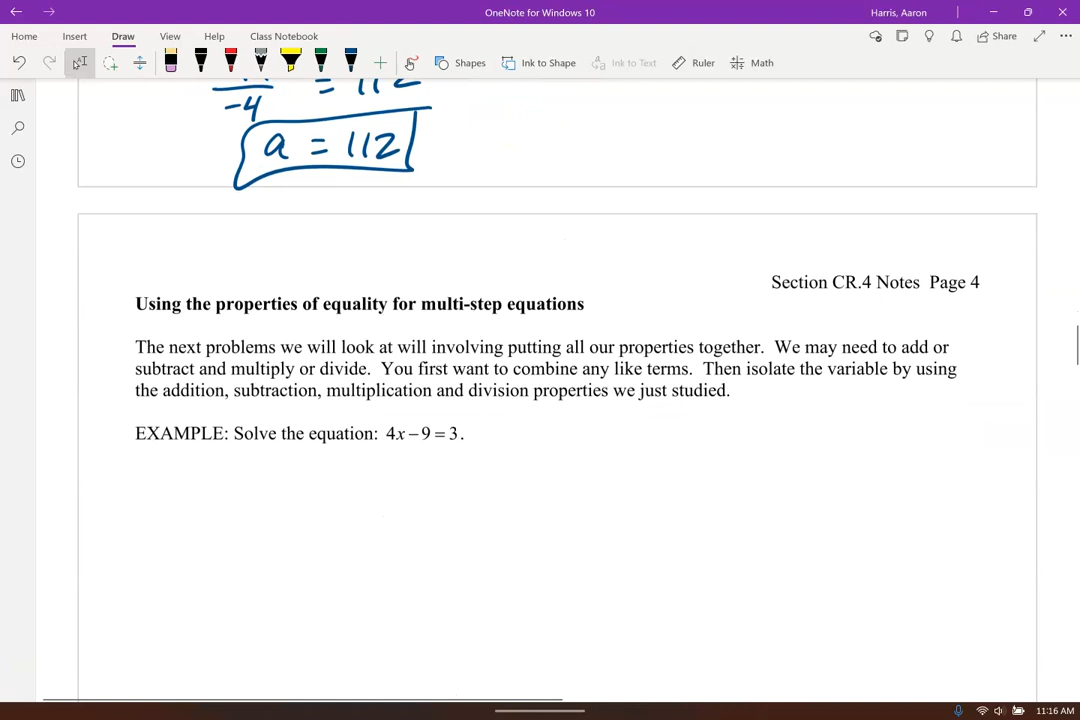 OneNote for Windows 10
Harris, Aaron
Home Insert Draw View Help Class Notebook
Share
Shapes Ink to Shape Ink to Text Ruler Math
-4 = 112
a = 112
Section CR.4 Notes Page 4
Using the properties of equality for multi-step equations
The next problems we will look at will involving putting all our properties together. We may need to add or
subtract and multiply or divide. You first want to combine any like terms. Then isolate the variable by using
the addition, subtraction, multiplication and division properties we just studied.
EXAMPLE: Solve the equation: 4x − 9 = 3.
11:16 AM